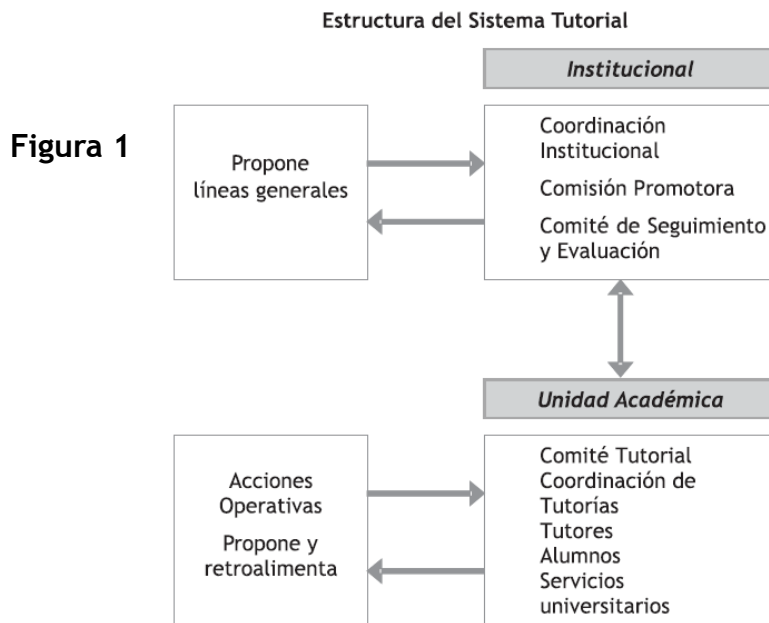 Estructura del Sistema Tutorial
Institucional
Figura 1
Propone
líneas generales
Coordinación
Institucional
Comisión Promotora
Comité de Seguimiento
y Evaluación
Unidad Académica
Acciones
Operativas
Propone y
retroalimenta
Comité Tutorial
Coordinación de
Tutorías
Tutores
Alumnos
Servicios
universitarios